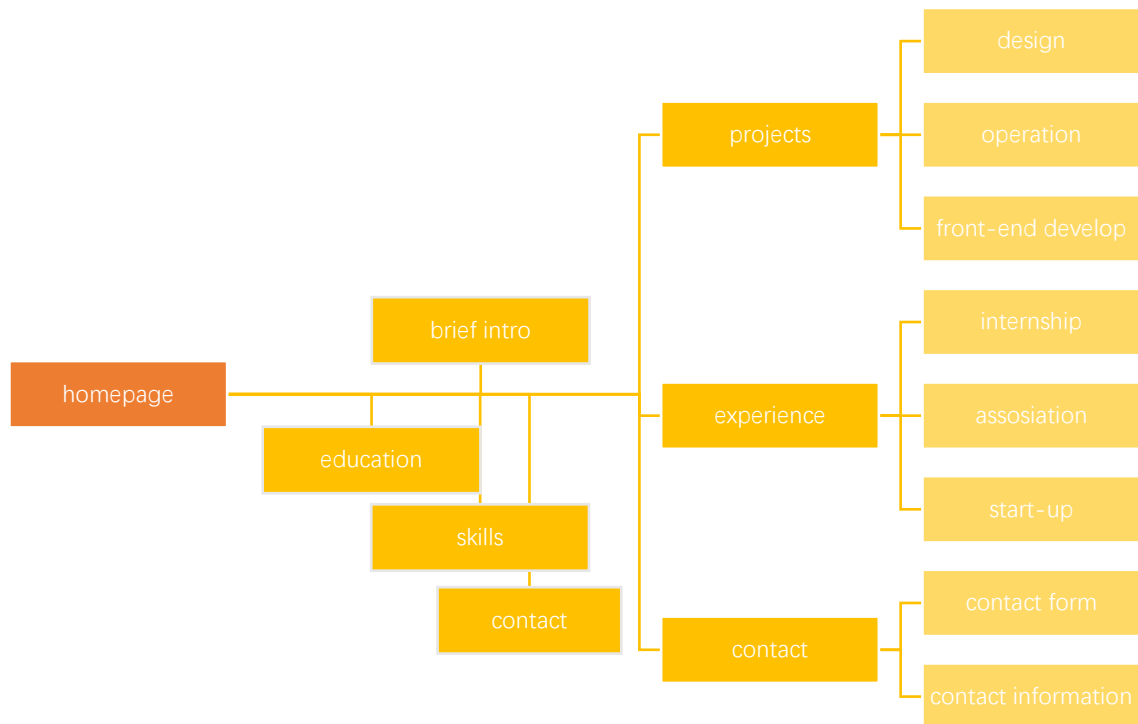 homepage
brief intro
education
skills
contact
projects
design
operation
front-end develop
experience
internship
assosiation
start-up
contact
contact form
contact information